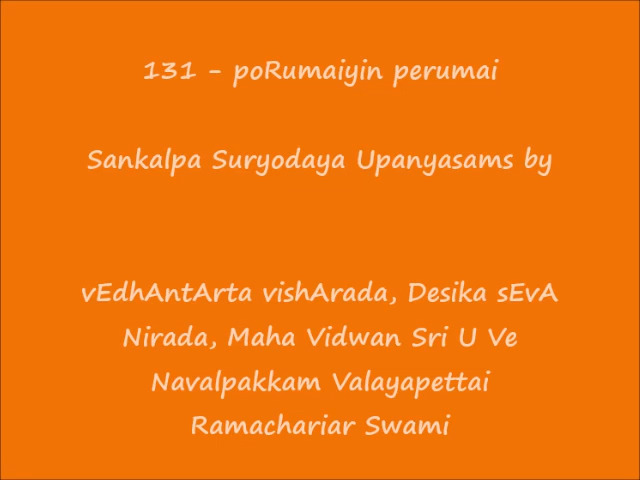 131 - poRumaiyin perumai
Sankalpa Suryodaya Upanyasams by
vEdhAntArta vishArada, Desika sEvA
Nirada, Maha Vidwan Sri U Ve
Navalpakkam Valayapettai
Ramachariar Swami